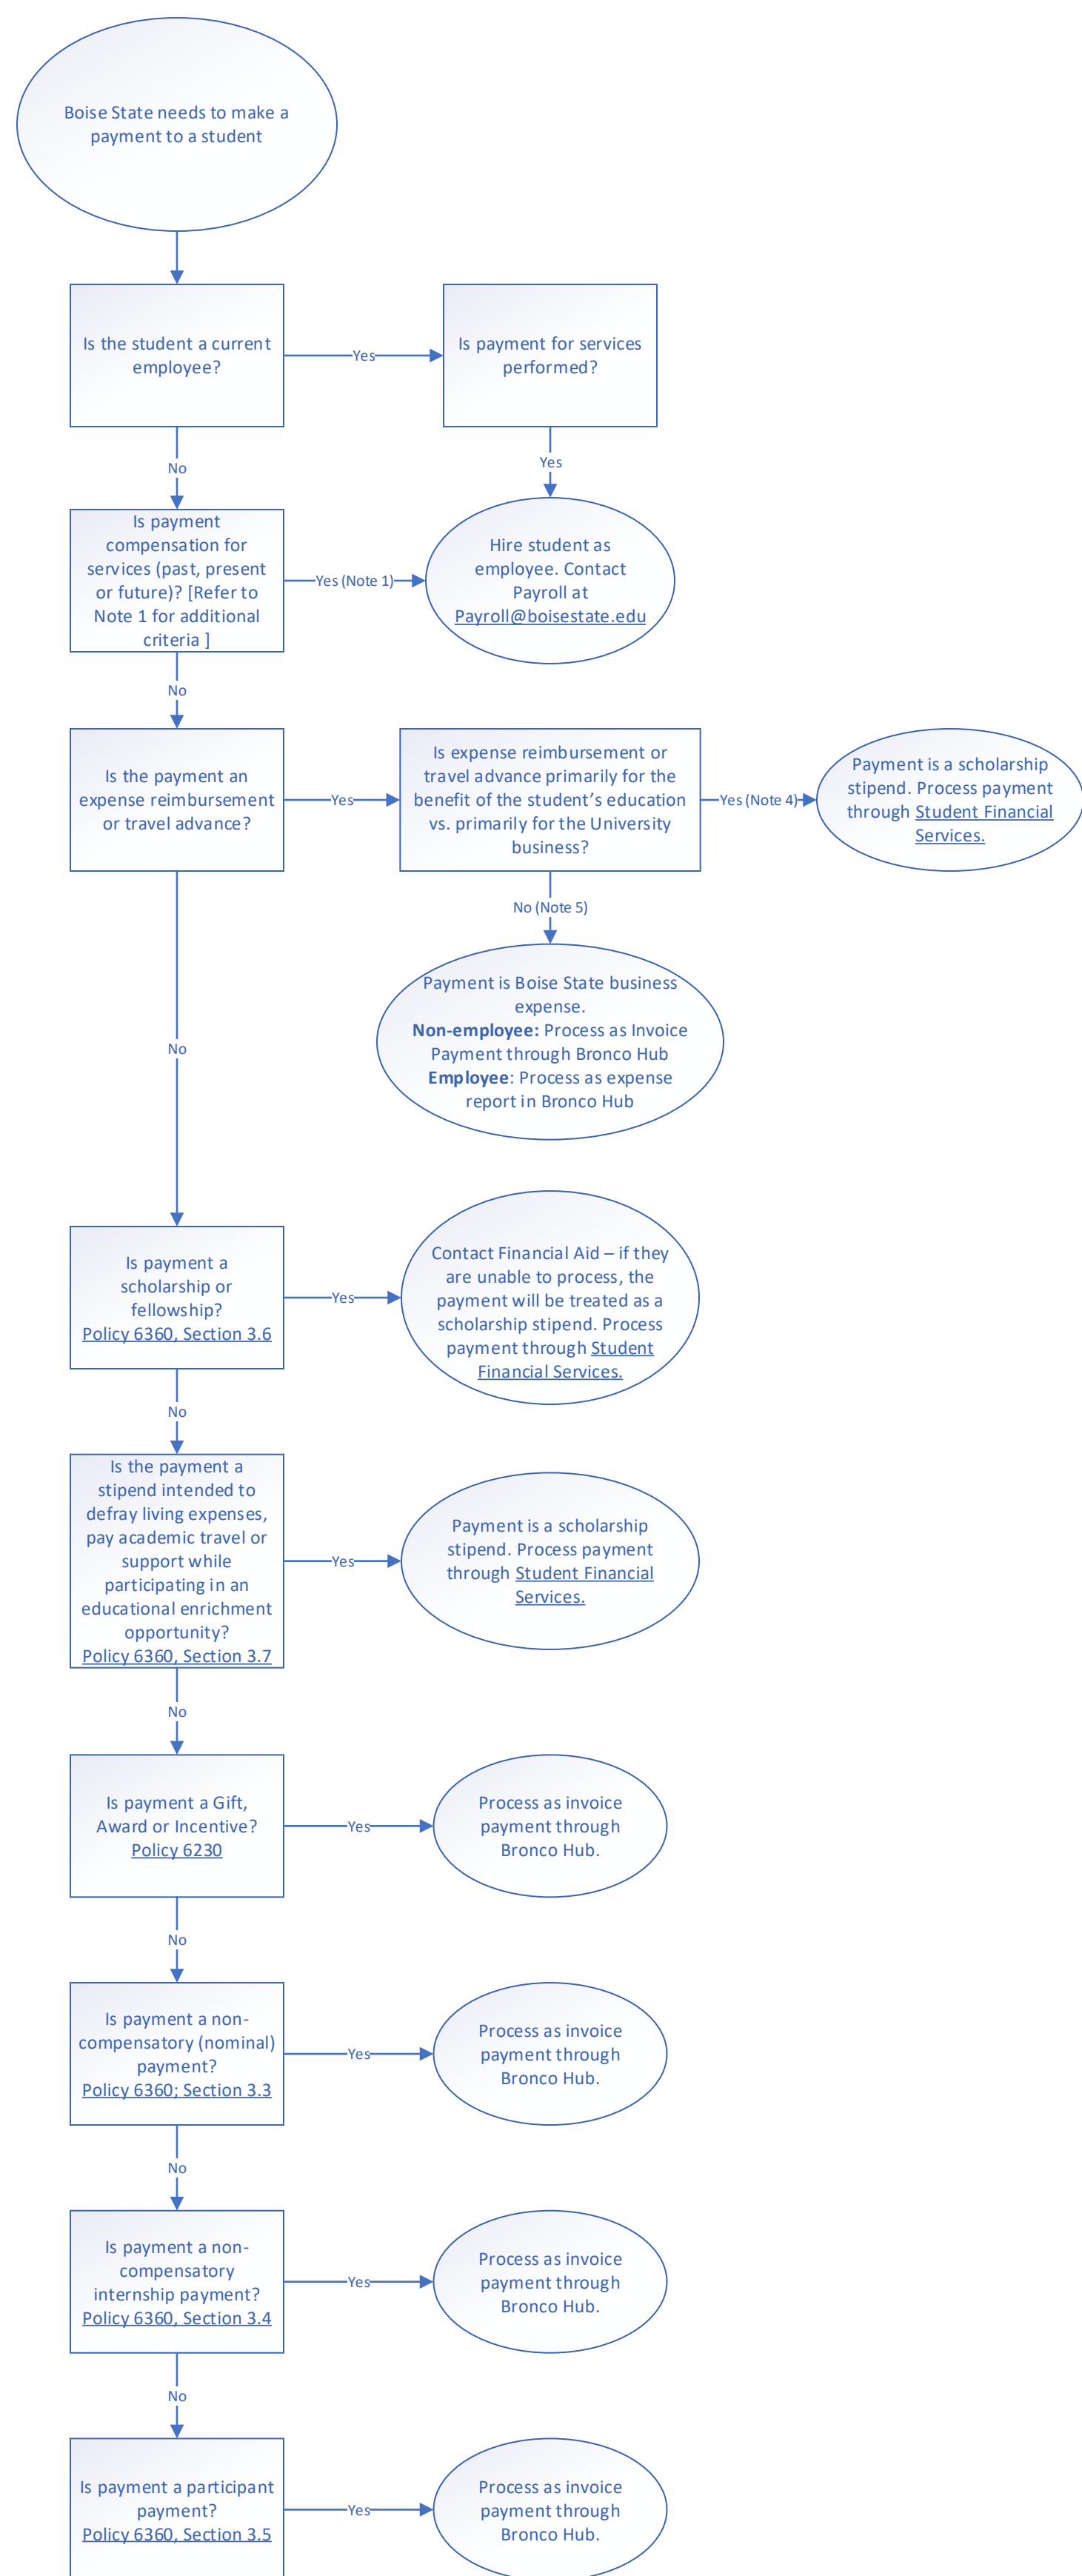 Boise State needs to make a
payment to a student
Is the student a current
employee?
Yes
Is payment for services
performed?
No
Yes
Is payment
compensation for
services (past, present
or future)? [Refer to
Note 1 for additional
criteria ]
Yes (Note 1)
Hire student as
employee. Contact
Payroll at
Payroll@boisestate.edu
No
Is the payment an
expense reimbursement
or travel advance?
Yes
Is expense reimbursement or
travel advance primarily for the
benefit of the student’s education
vs. primarily for the University
business?
Yes (Note 4)
Payment is a scholarship
stipend. Process payment
through Student Financial
Services.
No (Note 5)
Payment is Boise State business
expense.
Non-employee: Process as Invoice
Payment through Bronco Hub
Employee: Process as expense
report in Bronco Hub
No
Is payment a
scholarship or
fellowship?
Policy 6360, Section 3.6
Yes
Contact Financial Aid – if they
are unable to process, the
payment will be treated as a
scholarship stipend. Process
payment through Student
Financial Services.
No
Is the payment a
stipend intended to
defray living expenses,
pay academic travel or
support while
participating in an
educational enrichment
opportunity?
Policy 6360, Section 3.7
Yes
Payment is a scholarship
stipend. Process payment
through Student Financial
Services.
No
Is payment a Gift,
Award or Incentive?
Policy 6230
Yes
Process as invoice
payment through
Bronco Hub.
No
Is payment a non-
compensatory (nominal)
payment?
Policy 6360; Section 3.3
Yes
Process as invoice
payment through
Bronco Hub.
No
Is payment a non-
compensatory
internship payment?
Policy 6360, Section 3.4
Yes
Process as invoice
payment through
Bronco Hub.
No
Is payment a participant
payment?
Policy 6360, Section 3.5
Yes
Process as invoice
payment through
Bronco Hub.